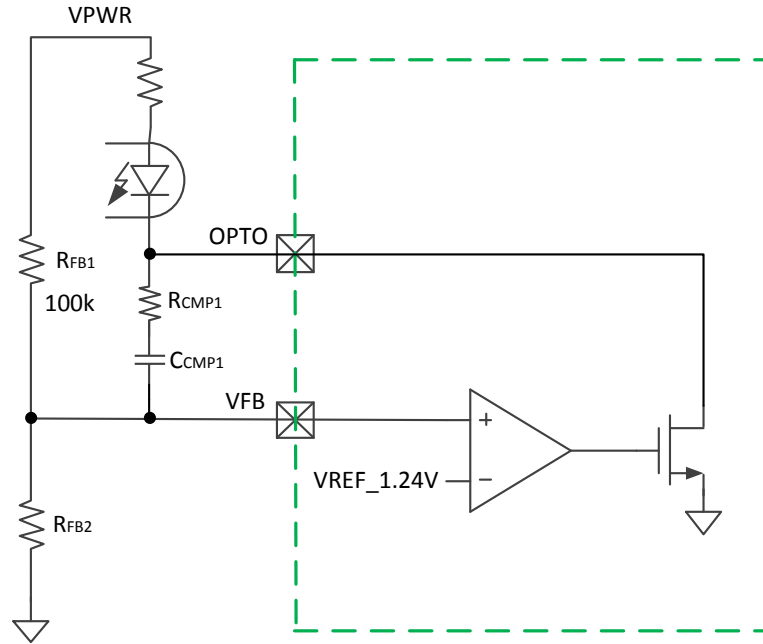 VPWR
OPTO
RFB1
100k
RCMP1
CCMP1
VFB
+
VREF_1.24V
−
RFB2